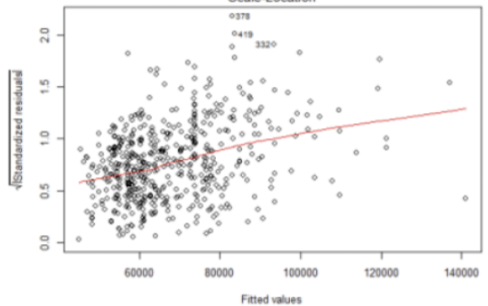 Scale-Location
378
419
332
√|Standardized residuals|
0.0 0.5 1.0 1.5 2.0
60000 80000 100000 120000 140000
Fitted values